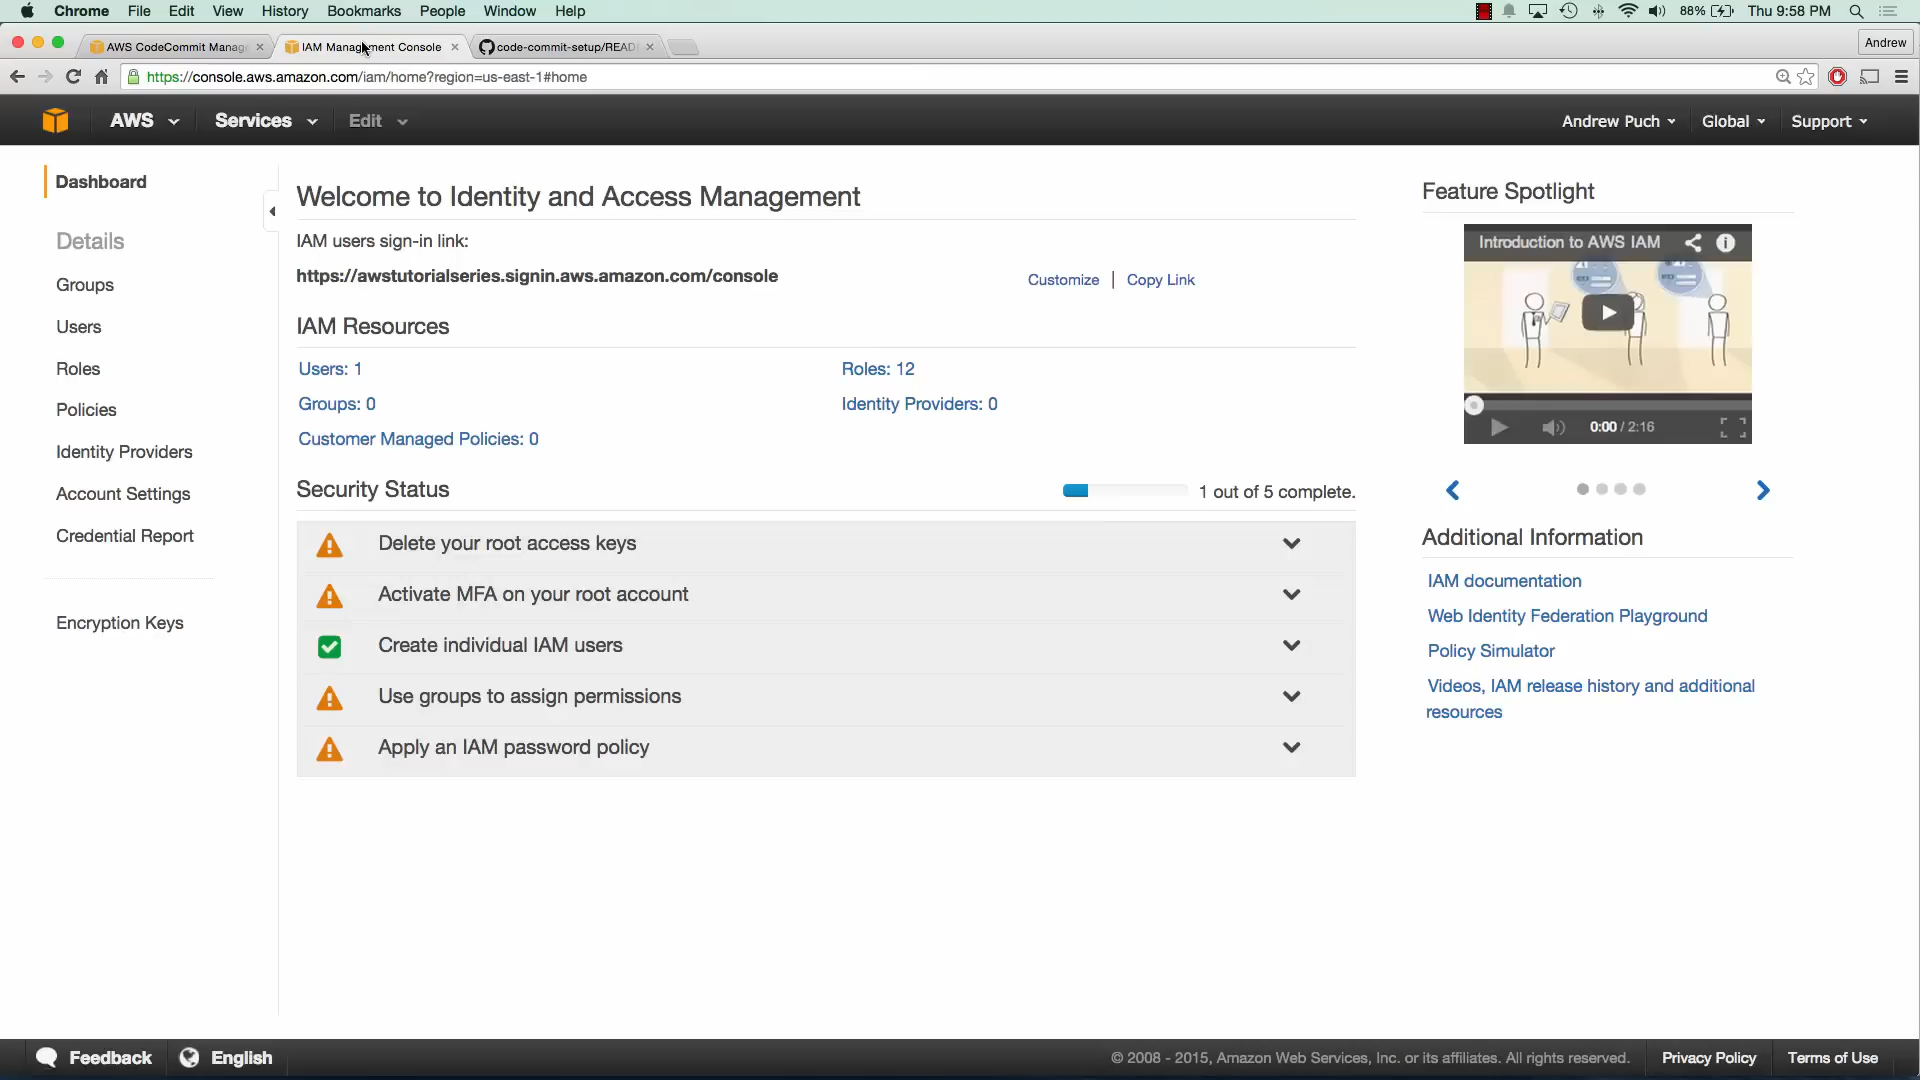 Chrome File Edit View History Bookmarks People Window Help 88% Thu 9:58 PM
AWS CodeCommit Manag IAM Management Console code-commit-setup/READ Andrew
https://console.aws.amazon.com/iam/home?region=us-east-1#home
AWS Services Edit Andrew Puch Global Support
Dashboard
Details
Groups
Users
Roles
Policies
Identity Providers
Account Settings
Credential Report
Encryption Keys
Welcome to Identity and Access Management
IAM users sign-in link:
https://awstutorialseries.signin.aws.amazon.com/console Customize | Copy Link
IAM Resources
Users: 1 Roles: 12
Groups: 0 Identity Providers: 0
Customer Managed Policies: 0
Security Status 1 out of 5 complete.
Delete your root access keys
Activate MFA on your root account
Create individual IAM users
Use groups to assign permissions
Apply an IAM password policy
Feature Spotlight
Introduction to AWS IAM
0:00 / 2:16
Additional Information
IAM documentation
Web Identity Federation Playground
Policy Simulator
Videos, IAM release history and additional
resources
Feedback English © 2008 - 2015, Amazon Web Services, Inc. or its affiliates. All rights reserved. Privacy Policy Terms of Use